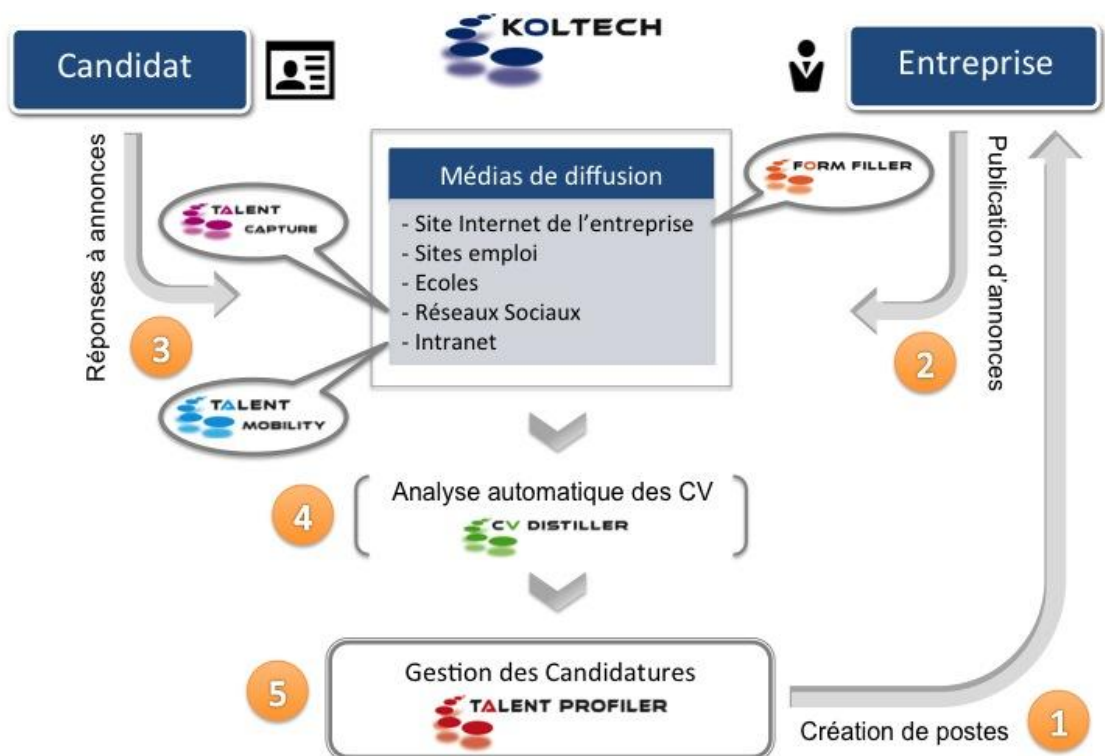 KOLTECH
Candidat
Entreprise
Réponses à annonces
Publication d'annonces
Médias de diffusion
- Site Internet de l'entreprise
- Sites emploi
- Ecoles
- Réseaux Sociaux
- Intranet
FORM FILLER
TALENT
CAPTURE
TALENT
MOBILITY
3
2
4
Analyse automatique des CV
CV DISTILLER
5
Gestion des Candidatures
TALENT PROFILER
Création de postes
1